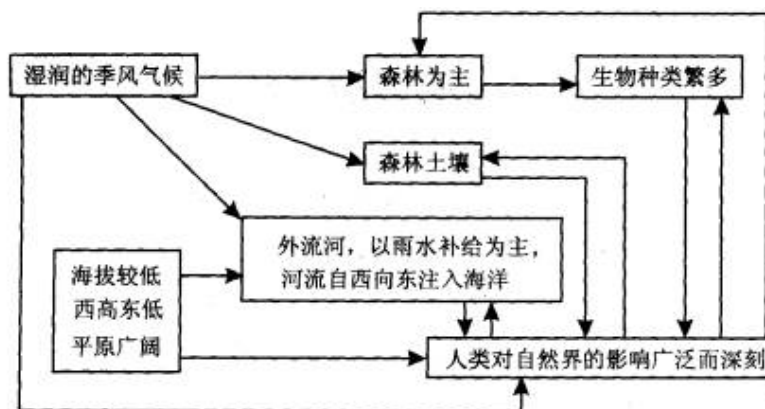 湿润的季风气候
森林为主
生物种类繁多
森林土壤
外流河，以雨水补给为主，
河流自西向东注入海洋
海拔较低
西高东低
平原广阔
人类对自然界的影响广泛而深刻